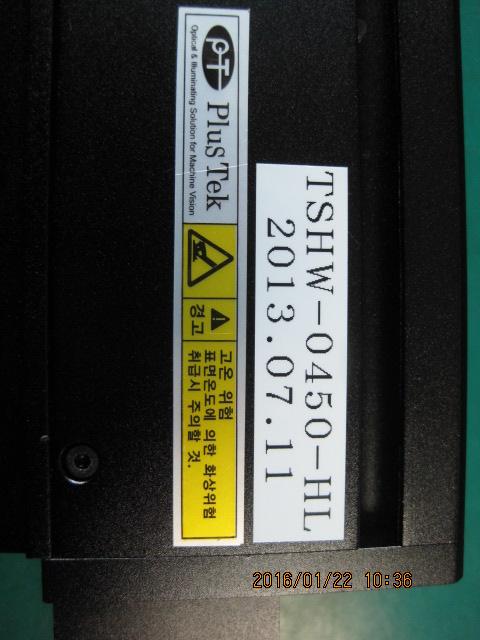 PT PlusTek
Optical & Illuminating Solution for Machine Vision
경고
고온 위험
표면온도에 의한 화상위험
취급시 주의할 것.
TSHW-0450-HL
2013.07.11
2016/01/22 10:36